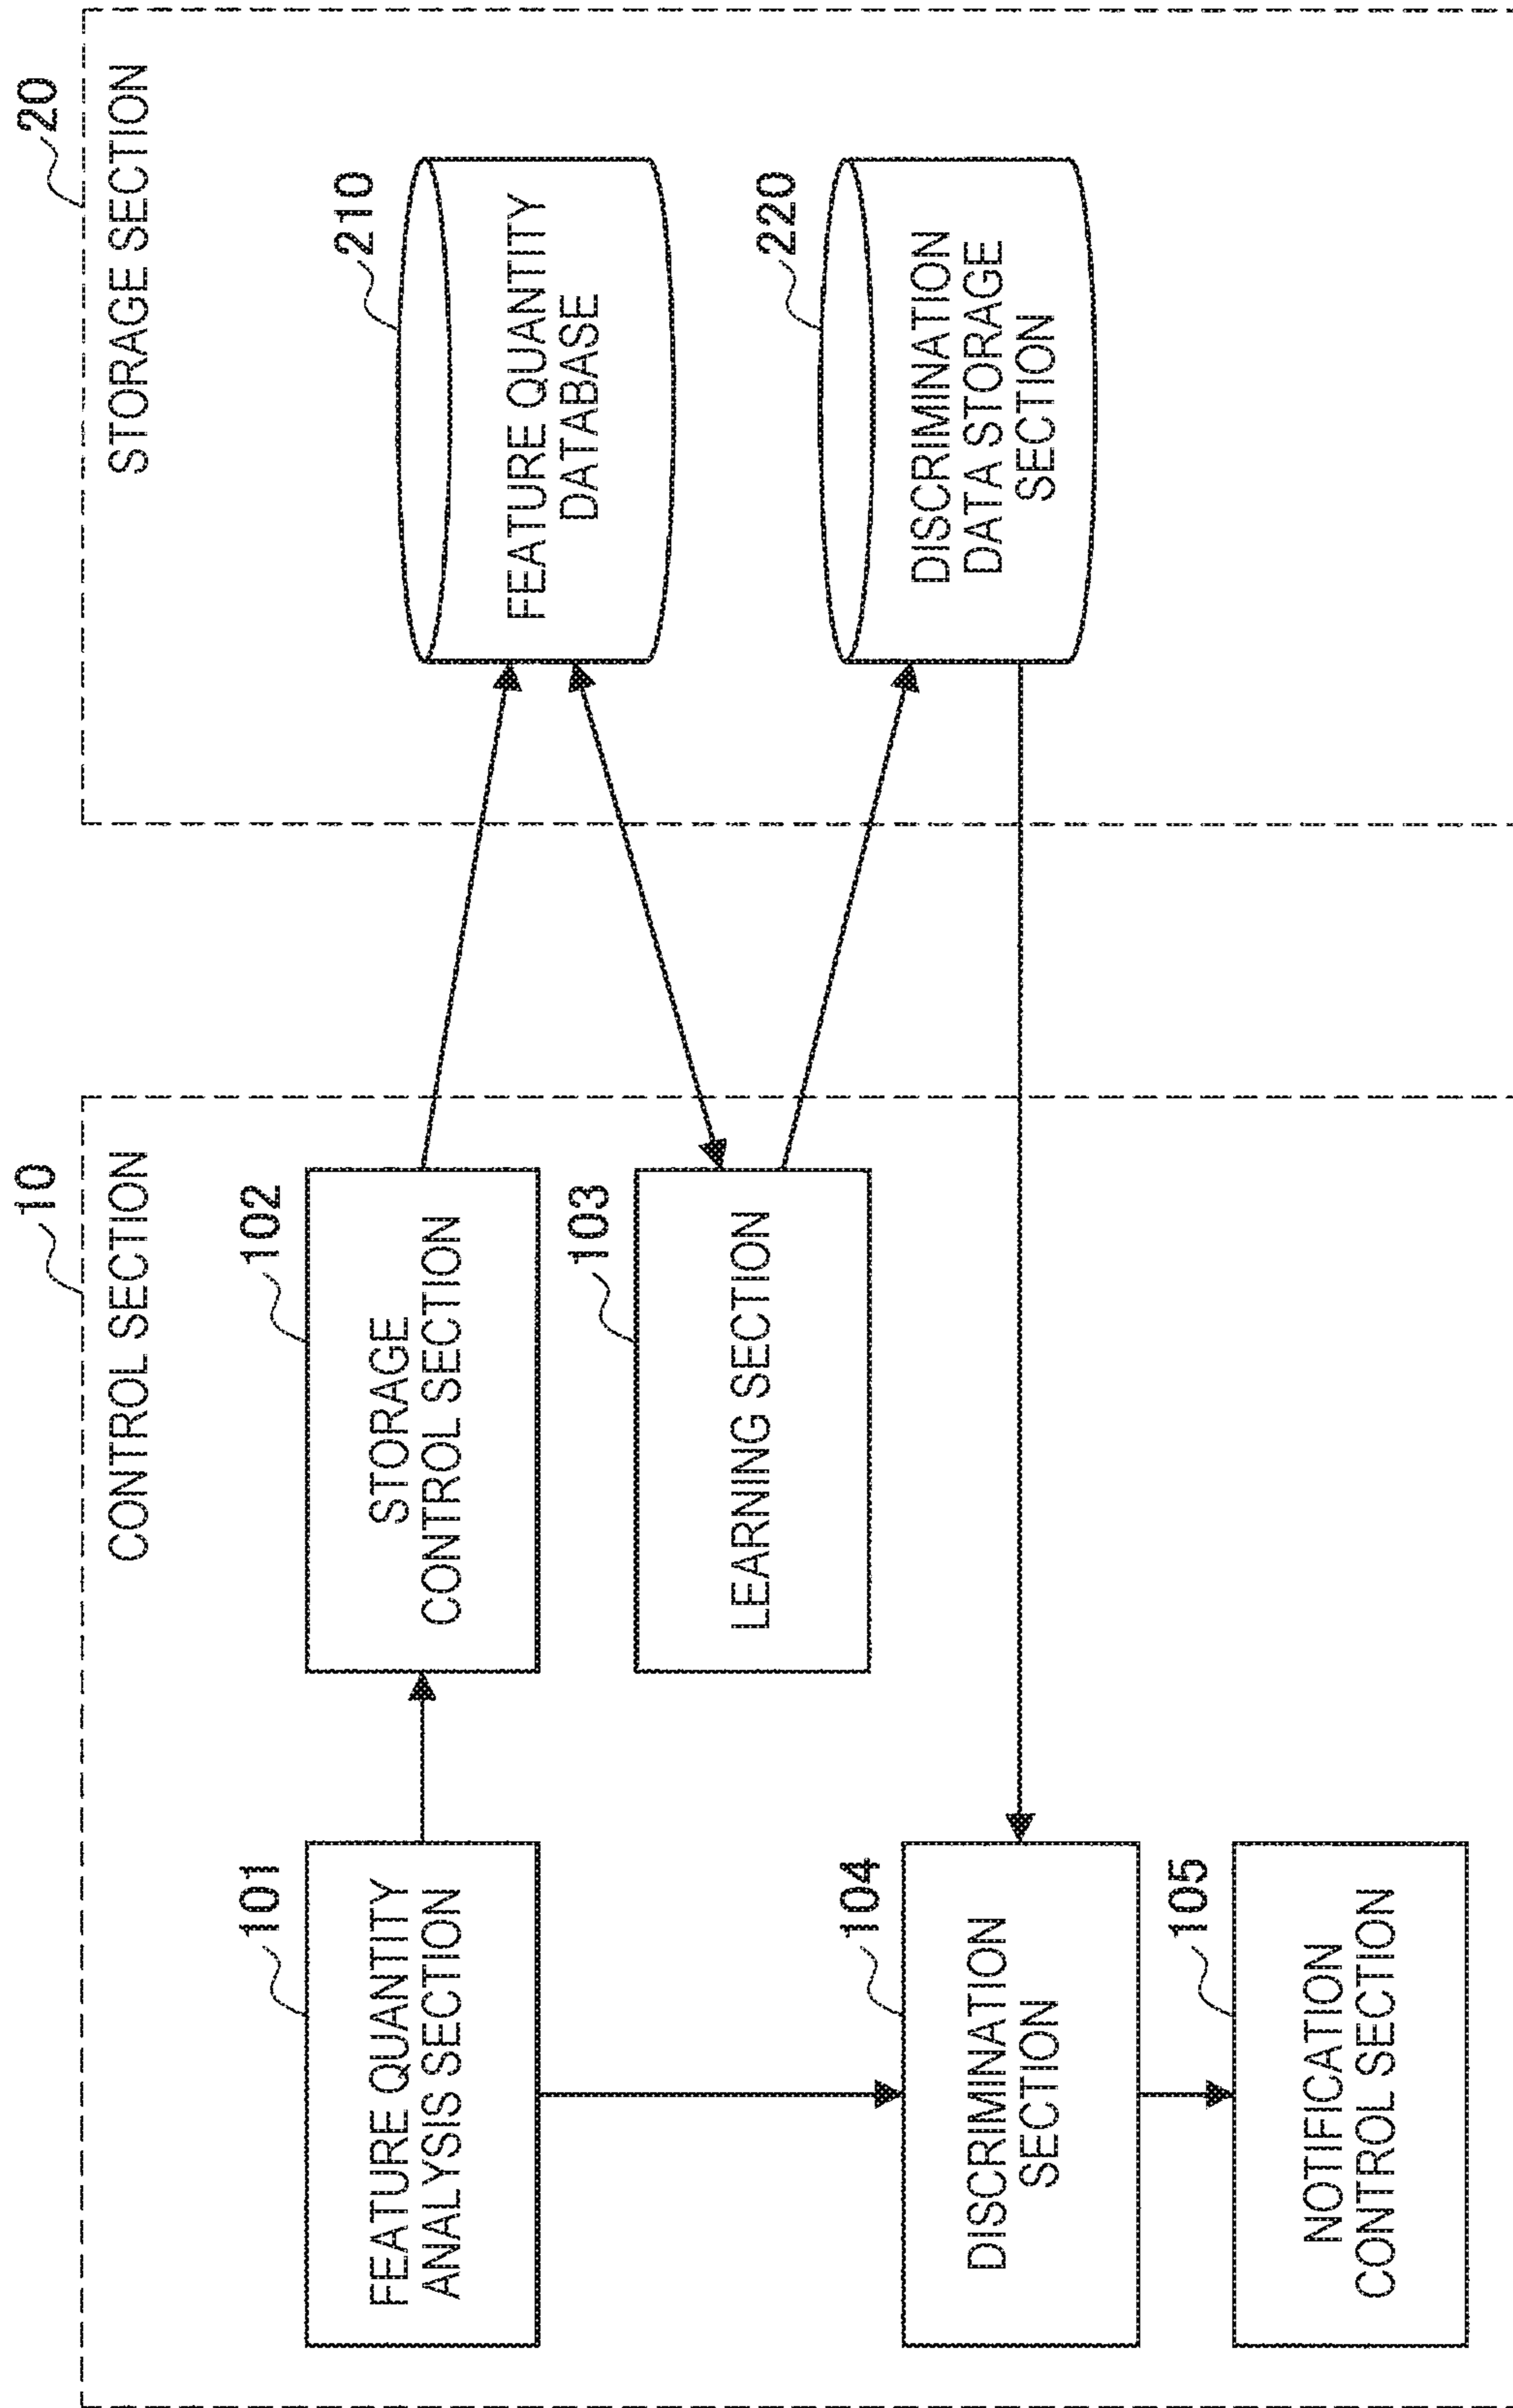 10
CONTROL SECTION
101
FEATURE QUANTITY
ANALYSIS SECTION
102
STORAGE
CONTROL SECTION
103
LEARNING SECTION
104
DISCRIMINATION
SECTION
105
NOTIFICATION
CONTROL SECTION
20
STORAGE SECTION
210
FEATURE QUANTITY
DATABASE
220
DISCRIMINATION
DATA STORAGE
SECTION